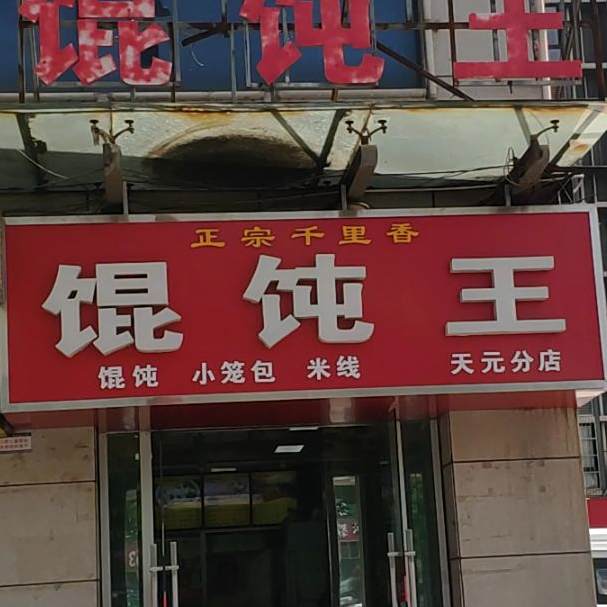 馄饨王
正宗千里香
馄饨王
馄饨 小笼包 米线 天元分店